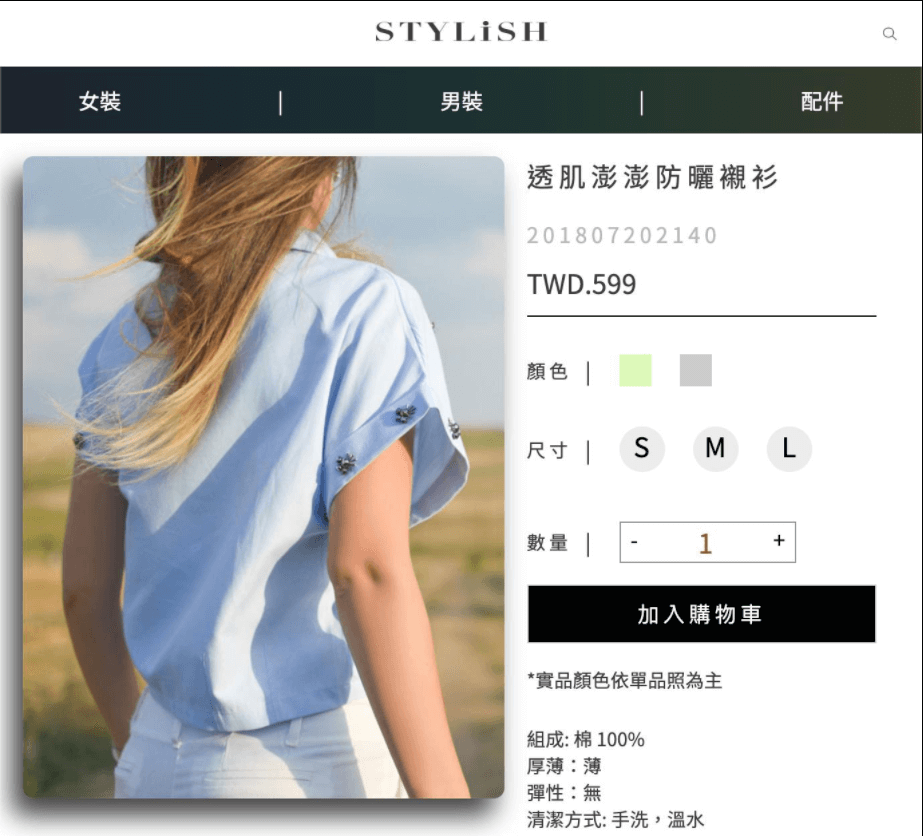 STYLiSH
女裝 | 男裝 | 配件
透肌澎澎防曬襯衫
201807202140
TWD.599
顏色 |
尺寸 | S M L
數量 | - 1 +
加入購物車
*實品顏色依單品照為主
組成: 棉 100%
厚薄：薄
彈性：無
清潔方式: 手洗，溫水